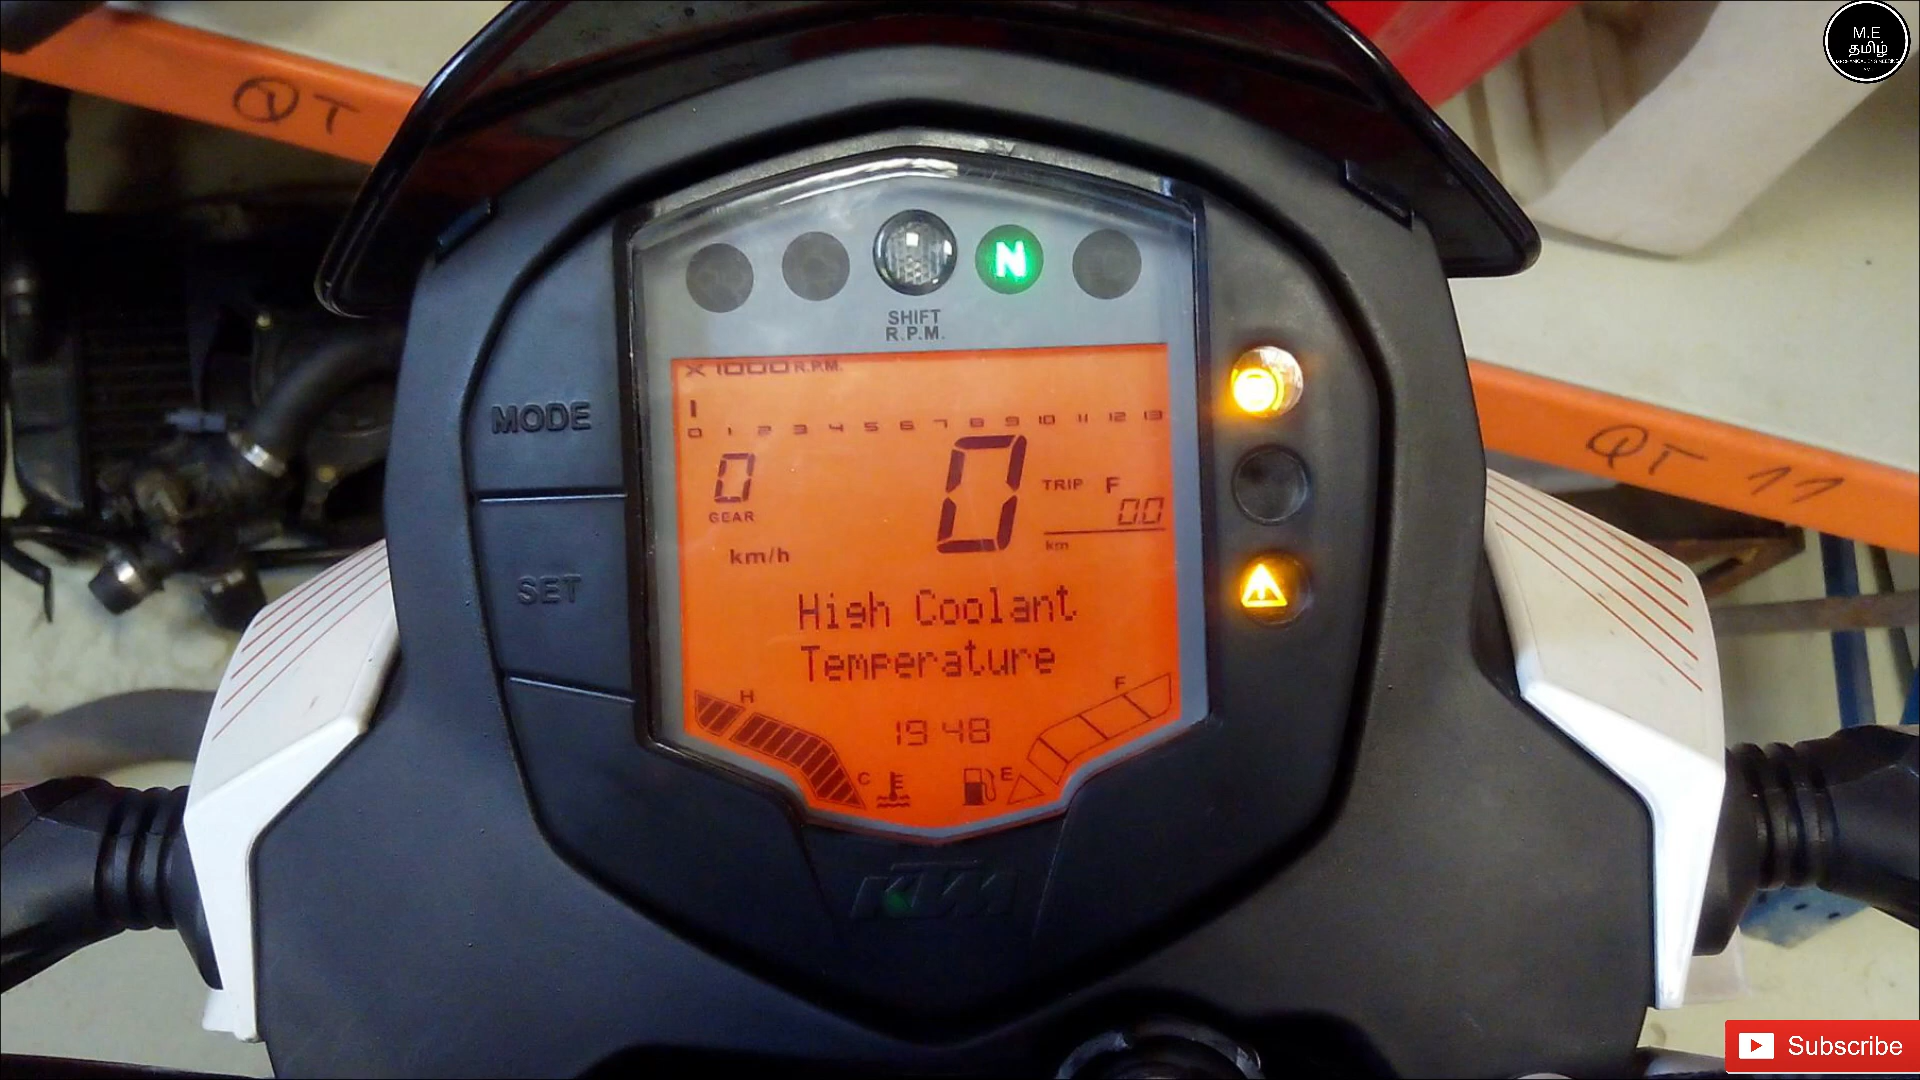 M.E
தமிழ்
QT
N
SHIFT
R.P.M.
X 1000 R.P.M.
0 1 2 3 4 5 6 7 8 9 10 11 12 13
MODE
0
GEAR
0
TRIP F
0.0
km
km/h
QT 11
SET
High Coolant
Temperature
H
F
19 48
C
E
KTM
Subscribe